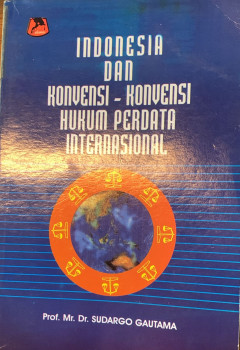 INDONESIA
DAN
KONVENSI - KONVENSI
HUKUM PERDATA
INTERNASIONAL
Prof. Mr. Dr. SUDARGO GAUTAMA